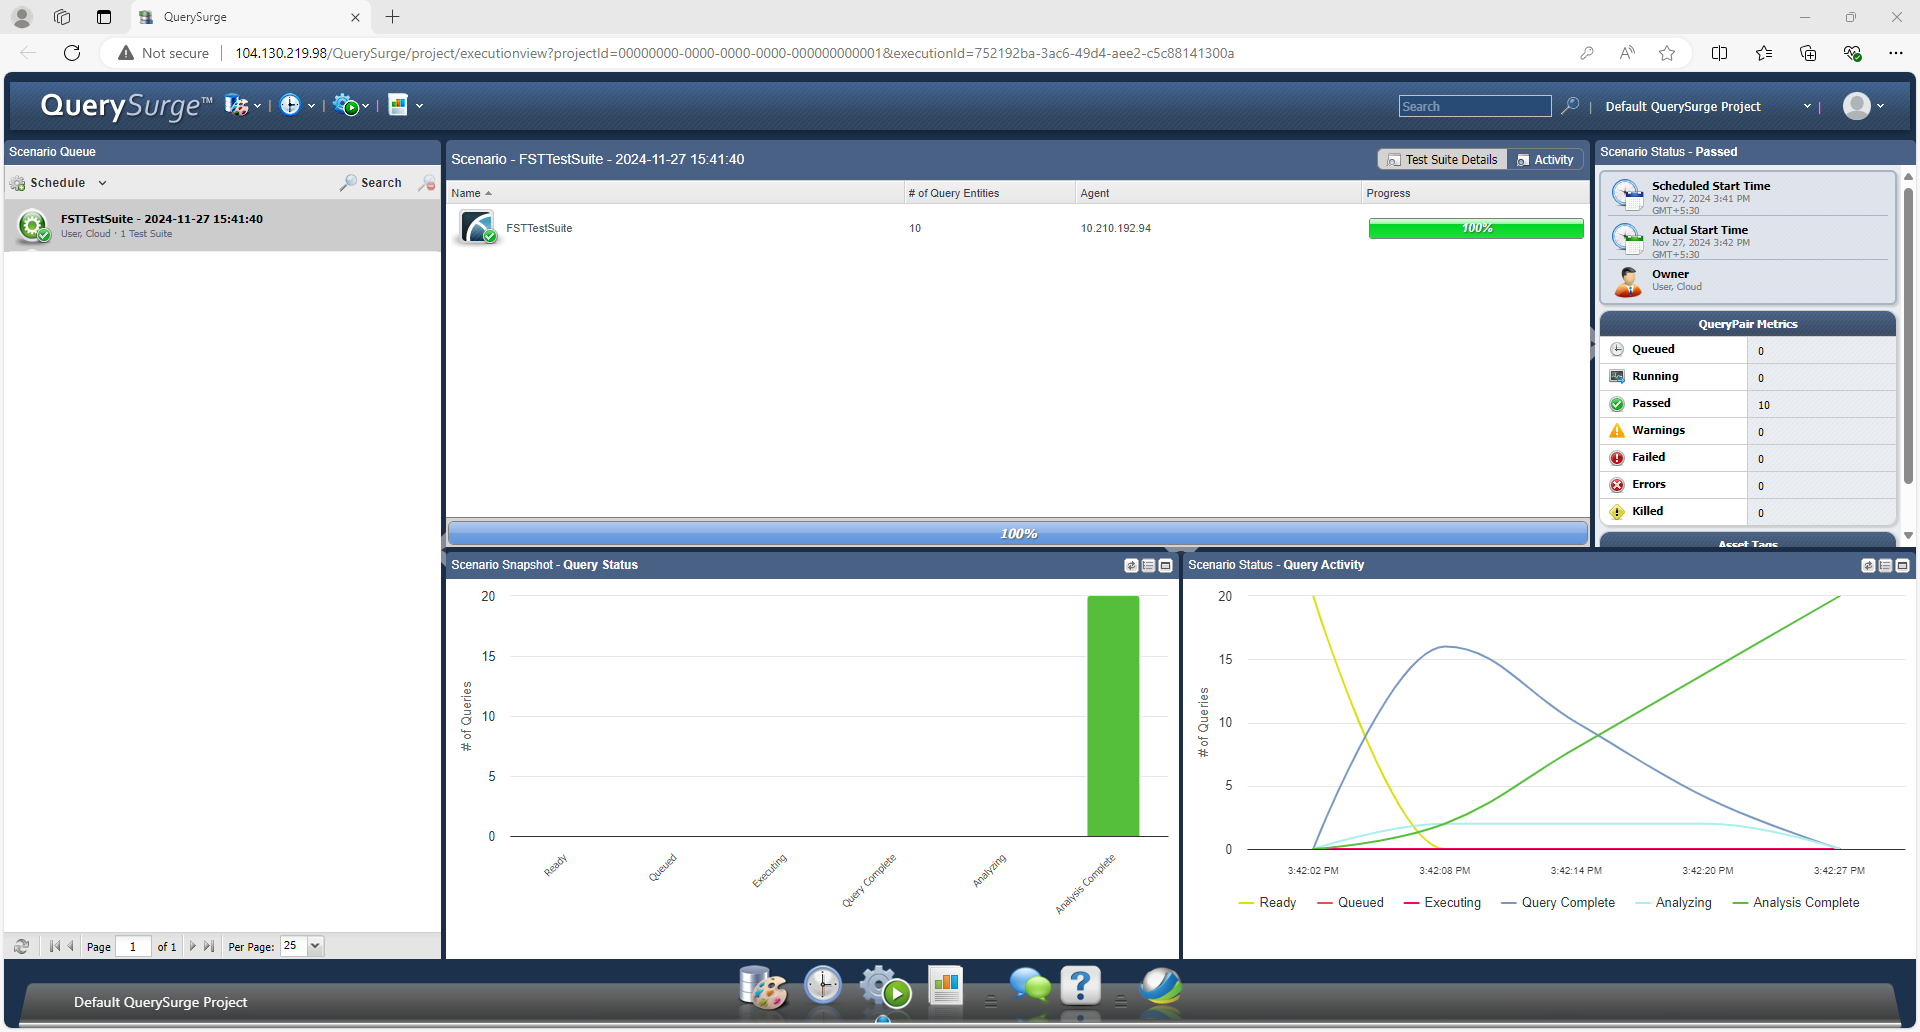 QuerySurge
Not secure
104.130.219.98/QuerySurge/project/executionview?projectId=00000000-0000-0000-0000-000000000001&executionId=752192ba-3ac6-49d4-aee2-c5c88141300a
QuerySurge™
Search
Default QuerySurge Project
Scenario Queue
Schedule
Search
FSTTestSuite - 2024-11-27 15:41:40
User, Cloud · 1 Test Suite
Page 1 of 1
Per Page: 25
Scenario - FSTTestSuite - 2024-11-27 15:41:40
Test Suite Details
Activity
Name
# of Query Entities
Agent
Progress
FSTTestSuite
10
10.210.192.94
100%
100%
Scenario Status - Passed
Scheduled Start Time
Nov 27, 2024 3:41 PM
GMT+5:30
Actual Start Time
Nov 27, 2024 3:42 PM
GMT+5:30
Owner
User, Cloud
QueryPair Metrics
Queued 0
Running 0
Passed 10
Warnings 0
Failed 0
Errors 0
Killed 0
Asset Tags
Scenario Snapshot - Query Status
20
15
10
5
0
# of Queries
Ready
Queued
Executing
Query Complete
Analyzing
Analysis Complete
Scenario Status - Query Activity
20
15
10
5
0
# of Queries
3:42:02 PM
3:42:08 PM
3:42:14 PM
3:42:20 PM
3:42:27 PM
Ready
Queued
Executing
Query Complete
Analyzing
Analysis Complete
Default QuerySurge Project